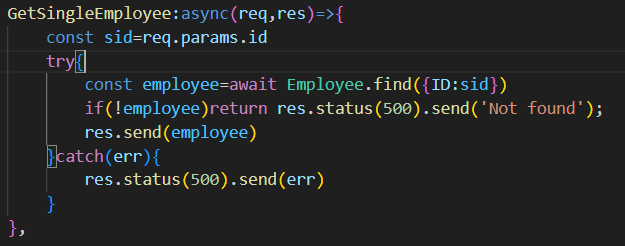 GetSingleEmployee:async(req,res)=>{
const sid=req.params.id
try{
const employee=await Employee.find({ID:sid})
if(!employee)return res.status(500).send('Not found');
res.send(employee)
}catch(err){
res.status(500).send(err)
}
},